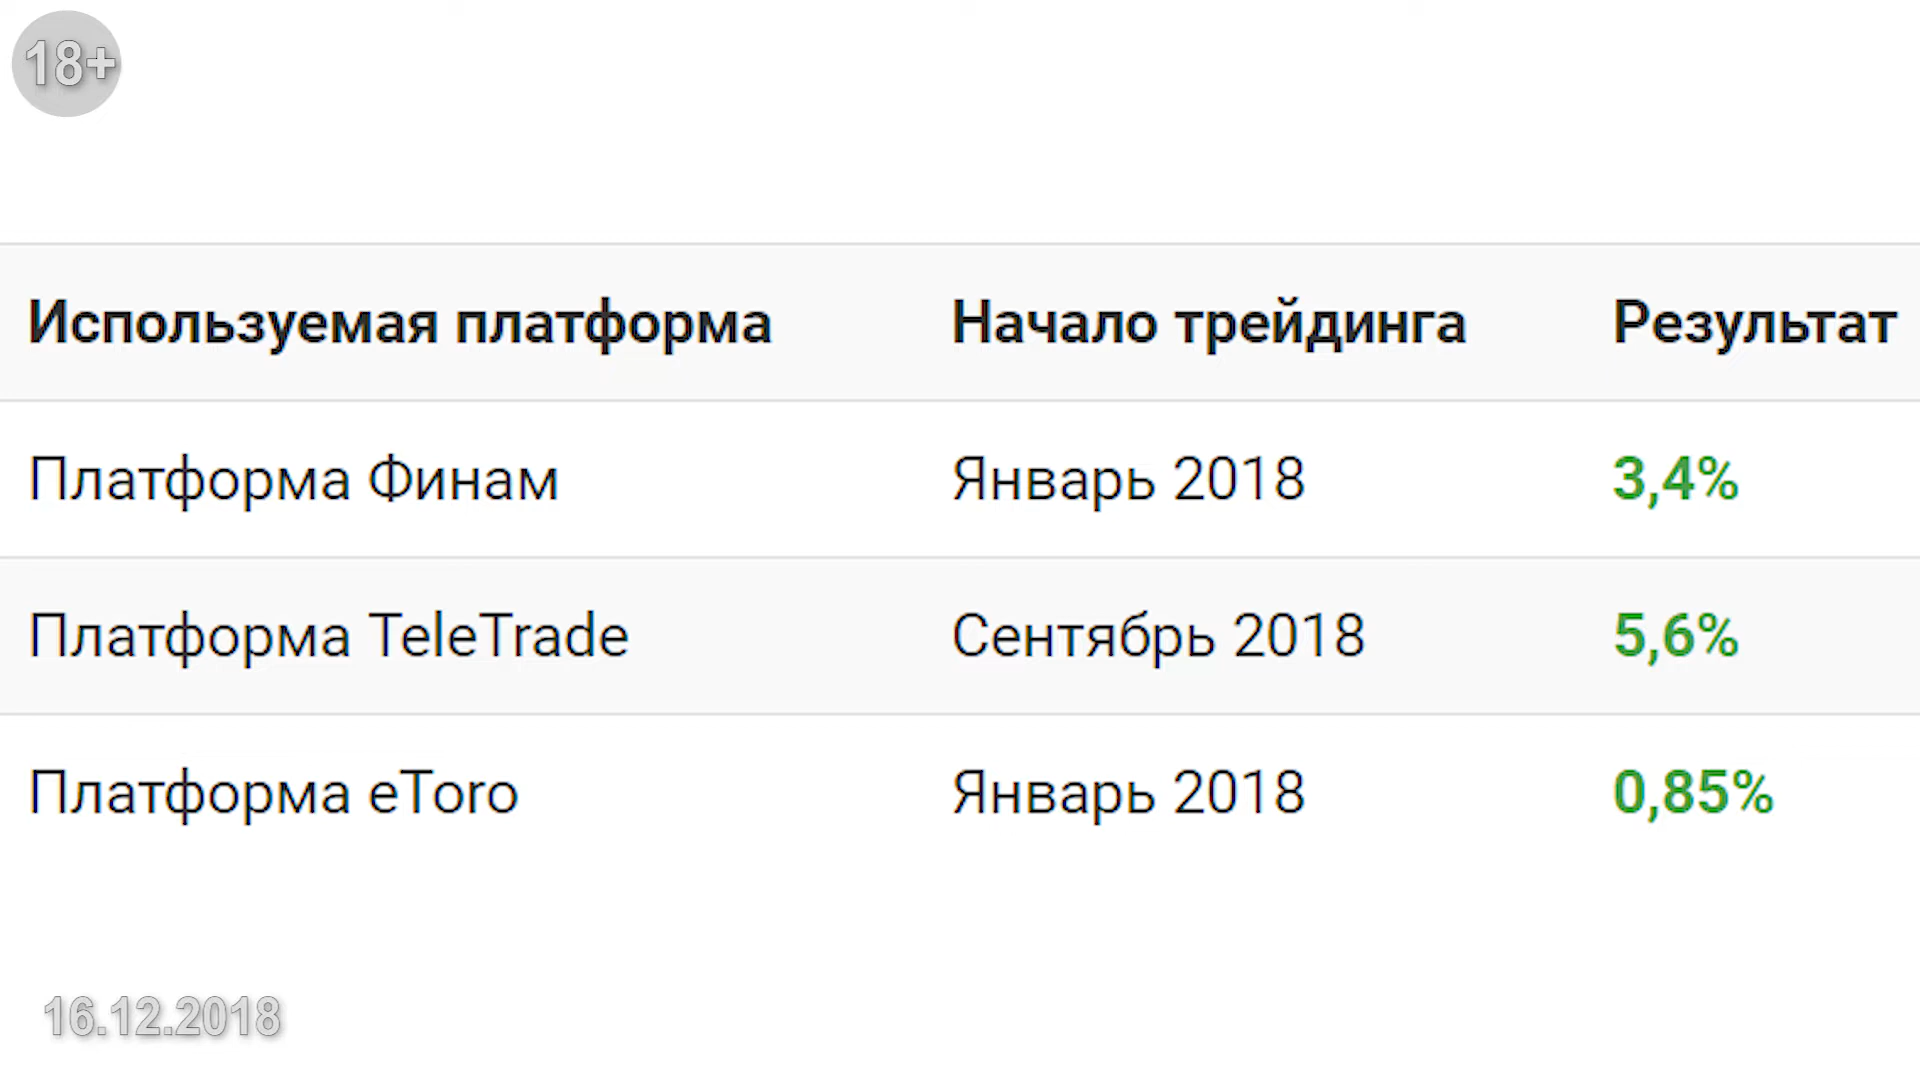 18+
Используемая платформа Начало трейдинга Результат
Платформа Финам Январь 2018 3,4%
Платформа TeleTrade Сентябрь 2018 5,6%
Платформа eToro Январь 2018 0,85%
16.12.2018